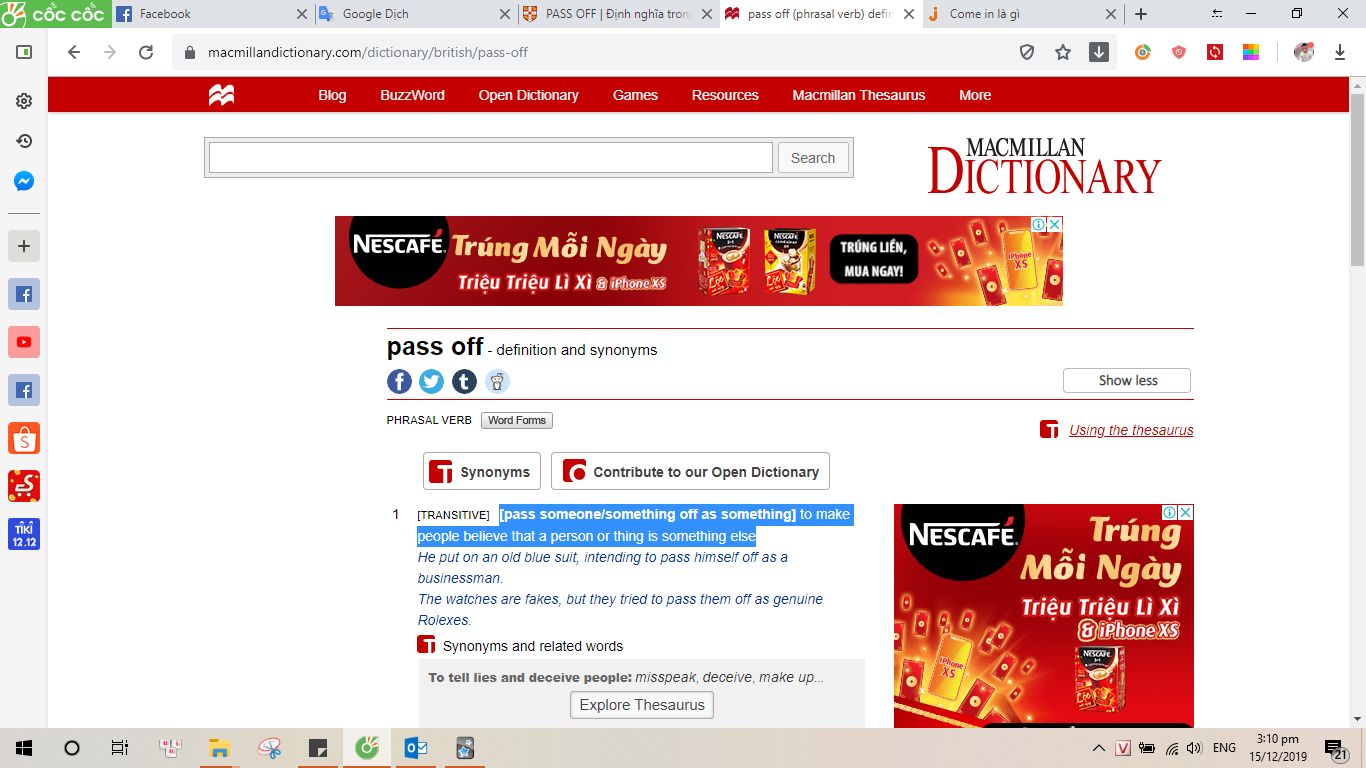 cốc cốc
Facebook
Google Dịch
PASS OFF | Định nghĩa tron
pass off (phrasal verb) defin
Come in là gì
macmillandictionary.com/dictionary/british/pass-off
Blog BuzzWord Open Dictionary Games Resources Macmillan Thesaurus More
Search
MACMILLAN
DICTIONARY
NESCAFÉ
Trúng Mỗi Ngày
Triệu Triệu Lì Xì & iPhone XS
TRÚNG LIỀN,
MUA NGAY!
iPhone
XS
pass off - definition and synonyms
Show less
PHRASAL VERB Word Forms
Using the thesaurus
Synonyms
Contribute to our Open Dictionary
1 [TRANSITIVE] [pass someone/something off as something] to make
people believe that a person or thing is something else
He put on an old blue suit, intending to pass himself off as a
businessman.
The watches are fakes, but they tried to pass them off as genuine
Rolexes.
Synonyms and related words
To tell lies and deceive people: misspeak, deceive, make up...
Explore Thesaurus
NESCAFÉ
Trúng
Mỗi Ngày
Triệu Triệu Lì Xì
& iPhone XS
TIKI
12.12
ENG
3:10 pm
15/12/2019
21